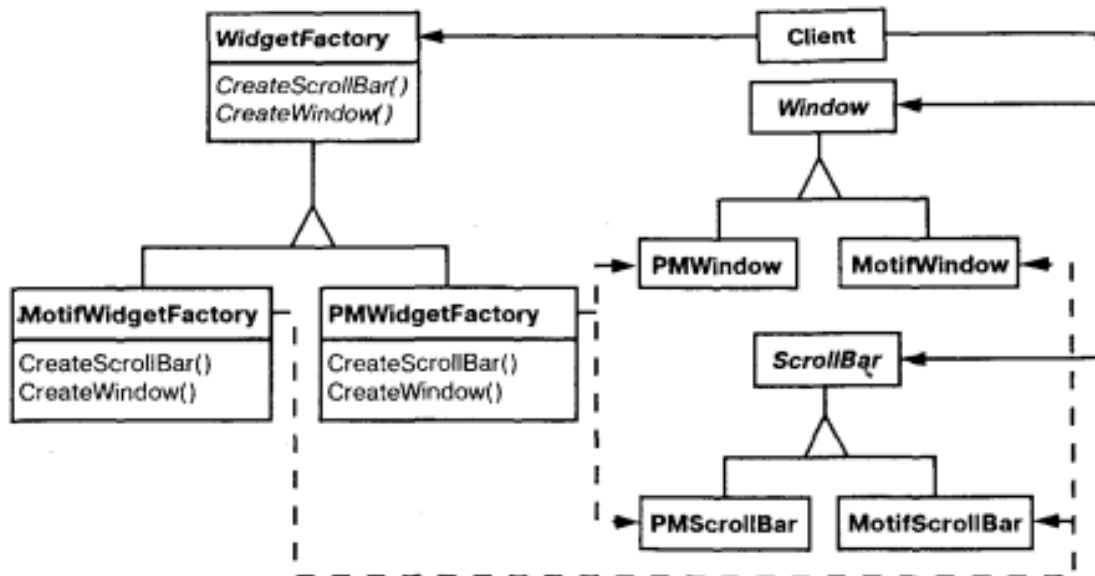 WidgetFactory
CreateScrollBar()
CreateWindow()
Client
Window
PMWindow
MotifWindow
MotifWidgetFactory
CreateScrollBar()
CreateWindow()
PMWidgetFactory
CreateScrollBar()
CreateWindow()
ScrollBar
PMScrollBar
MotifScrollBar